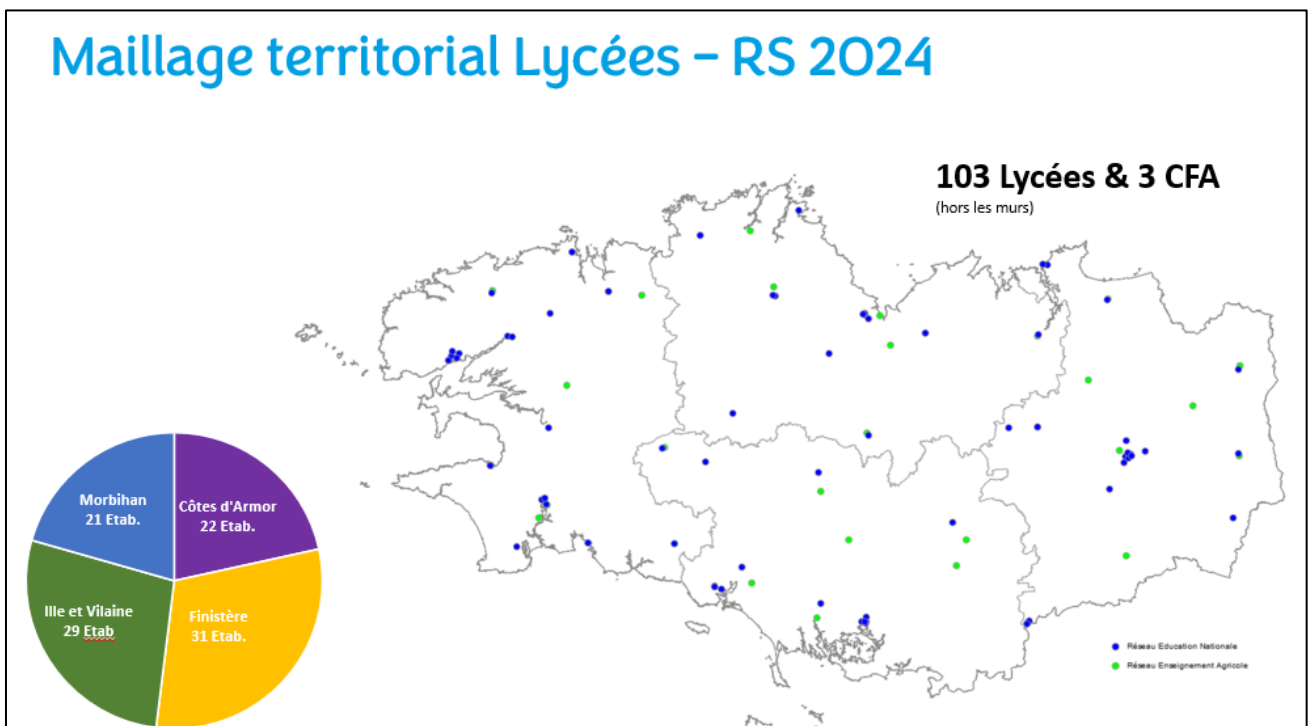 Maillage territorial Lycées – RS 2024
103 Lycées & 3 CFA
(hors les murs)
Morbihan
21 Etab.
Côtes d'Armor
22 Etab.
Ille et Vilaine
29 Etab
Finistère
31 Etab.
Réseau Education Nationale
Réseau Enseignement Agricole